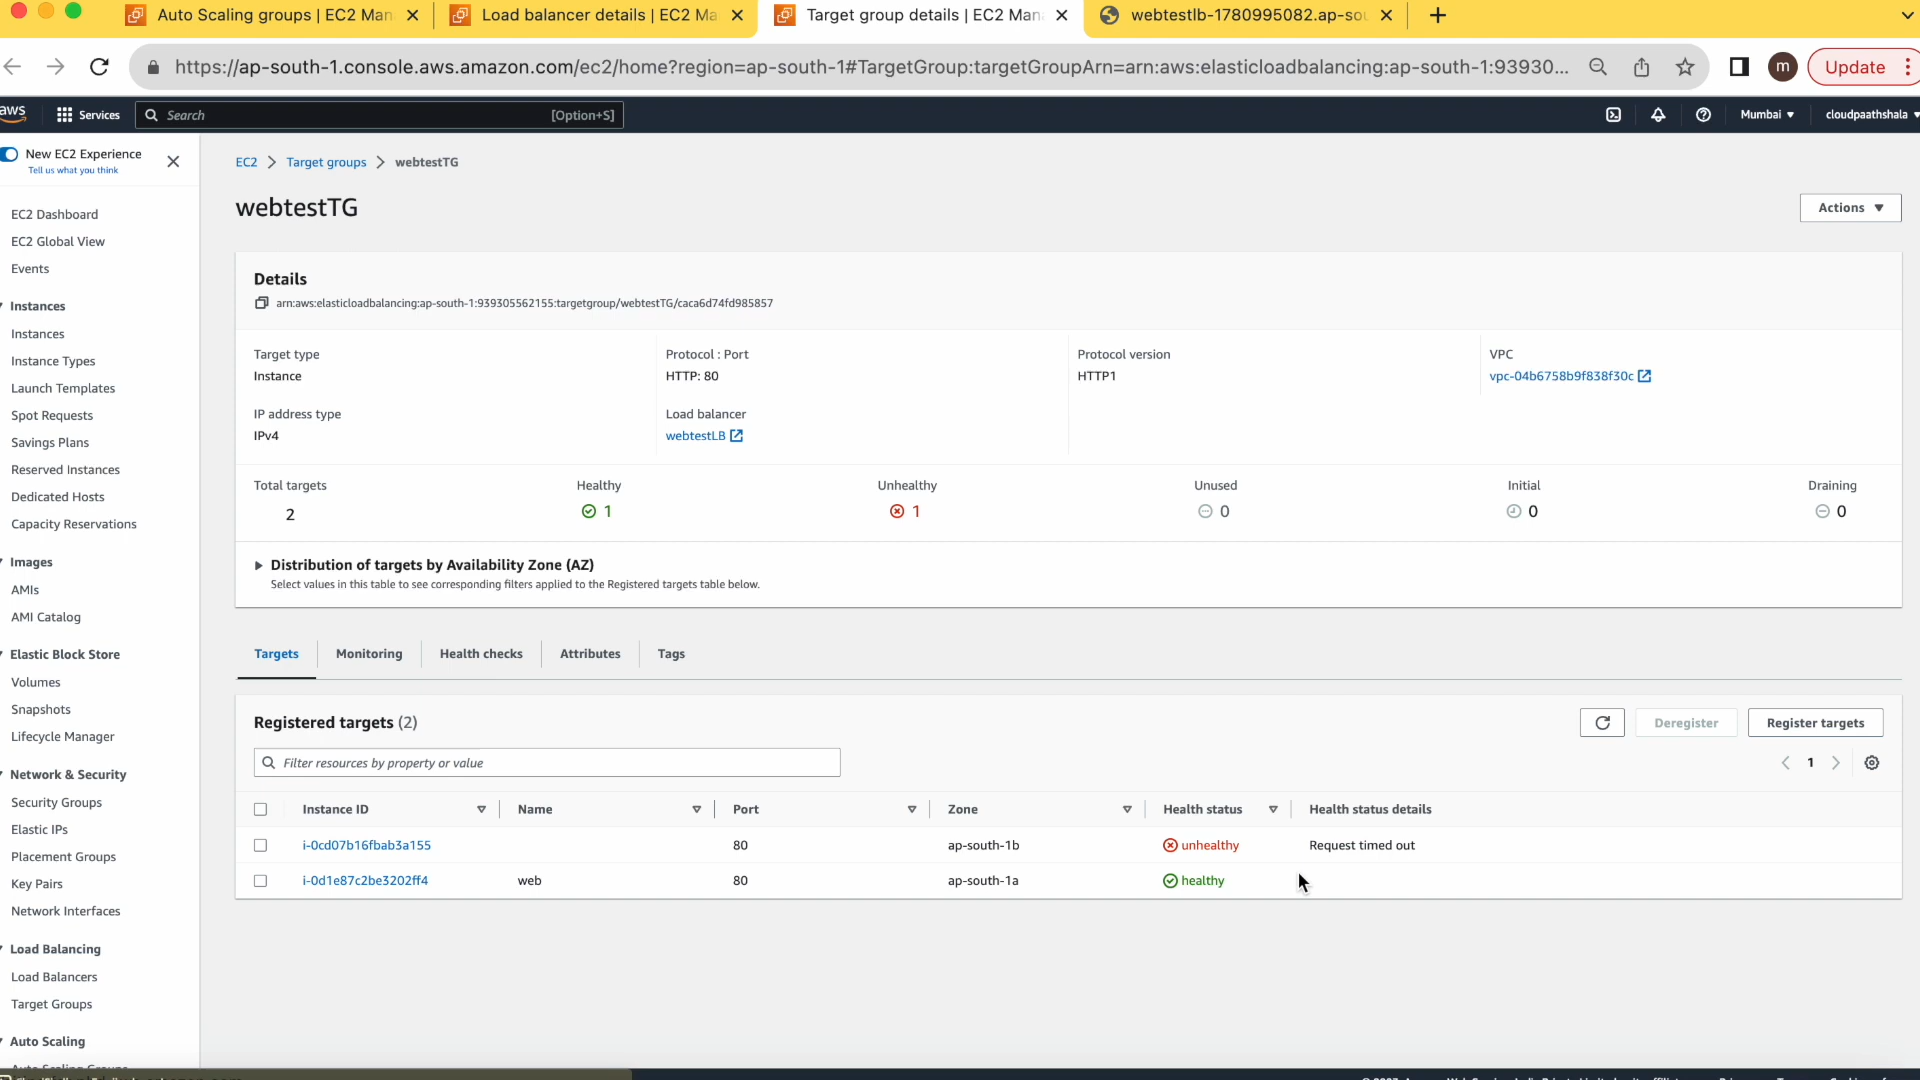 Auto Scaling groups | EC2 Man
Load balancer details | EC2 Ma
Target group details | EC2 Man
webtestlb-1780995082.ap-sou
https://ap-south-1.console.aws.amazon.com/ec2/home?region=ap-south-1#TargetGroup:targetGroupArn=arn:aws:elasticloadbalancing:ap-south-1:93930...
m
Update
aws
Services
Search
[Option+S]
Mumbai
cloudpaathshala
New EC2 Experience
Tell us what you think
EC2 Dashboard
EC2 Global View
Events
Instances
Instances
Instance Types
Launch Templates
Spot Requests
Savings Plans
Reserved Instances
Dedicated Hosts
Capacity Reservations
Images
AMIs
AMI Catalog
Elastic Block Store
Volumes
Snapshots
Lifecycle Manager
Network & Security
Security Groups
Elastic IPs
Placement Groups
Key Pairs
Network Interfaces
Load Balancing
Load Balancers
Target Groups
Auto Scaling
EC2 > Target groups > webtestTG
webtestTG
Actions
Details
arn:aws:elasticloadbalancing:ap-south-1:939305562155:targetgroup/webtestTG/caca6d74fd985857
Target type
Protocol : Port
Protocol version
VPC
Instance
HTTP: 80
HTTP1
vpc-04b6758b9f838f30c
IP address type
Load balancer
IPv4
webtestLB
Total targets
Healthy
Unhealthy
Unused
Initial
Draining
2
1
1
0
0
0
Distribution of targets by Availability Zone (AZ)
Select values in this table to see corresponding filters applied to the Registered targets table below.
Targets
Monitoring
Health checks
Attributes
Tags
Registered targets (2)
Deregister
Register targets
Filter resources by property or value
1
Instance ID
Name
Port
Zone
Health status
Health status details
i-0cd07b16fbab3a155
80
ap-south-1b
unhealthy
Request timed out
i-0d1e87c2be3202ff4
web
80
ap-south-1a
healthy